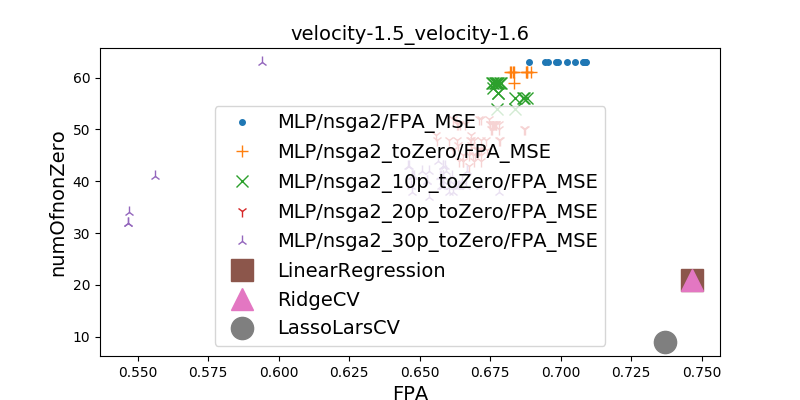 velocity-1.5_velocity-1.6
numOfnonZero
60
50
40
30
20
10
MLP/nsga2/FPA_MSE
MLP/nsga2_toZero/FPA_MSE
MLP/nsga2_10p_toZero/FPA_MSE
MLP/nsga2_20p_toZero/FPA_MSE
MLP/nsga2_30p_toZero/FPA_MSE
LinearRegression
RidgeCV
LassoLarsCV
0.550 0.575 0.600 0.625 0.650 0.675 0.700 0.725 0.750
FPA